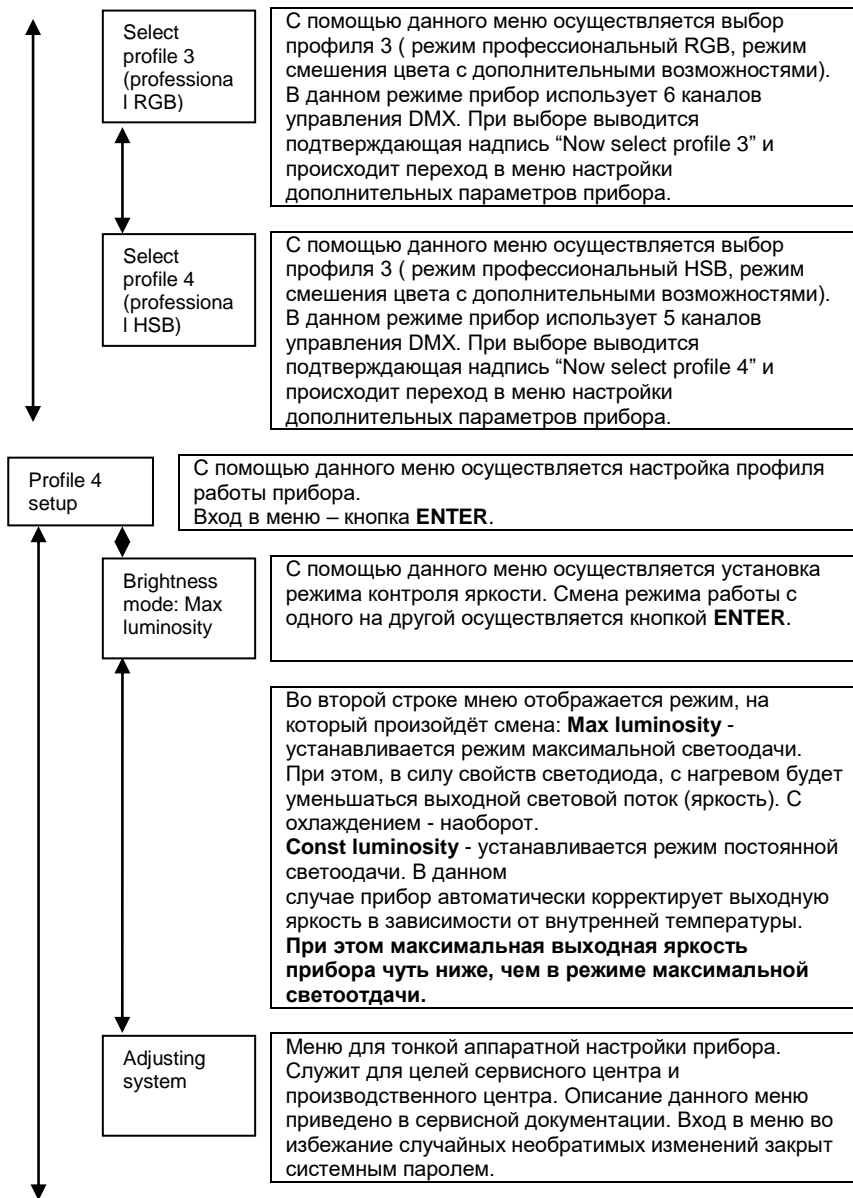 Select
profile 3
(professiona
l RGB)
С помощью данного меню осуществляется выбор
профиля 3 ( режим профессиональный RGB, режим
смешения цвета с дополнительными возможностями).
В данном режиме прибор использует 6 каналов
управления DMX. При выборе выводится
подтверждающая надпись “Now select profile 3” и
происходит переход в меню настройки
дополнительных параметров прибора.
Select
profile 4
(professiona
l HSB)
С помощью данного меню осуществляется выбор
профиля 3 ( режим профессиональный HSB, режим
смешения цвета с дополнительными возможностями).
В данном режиме прибор использует 5 каналов
управления DMX. При выборе выводится
подтверждающая надпись “Now select profile 4” и
происходит переход в меню настройки
дополнительных параметров прибора.
Profile 4
setup
С помощью данного меню осуществляется настройка профиля
работы прибора.
Вход в меню – кнопка ENTER.
Brightness
mode: Max
luminosity
С помощью данного меню осуществляется установка
режима контроля яркости. Смена режима работы с
одного на другой осуществляется кнопкой ENTER.
Во второй строке мнею отображается режим, на
который произойдёт смена: Max luminosity -
устанавливается режим максимальной светоодачи.
При этом, в силу свойств светодиода, с нагревом будет
уменьшаться выходной световой поток (яркость). С
охлаждением - наоборот.
Const luminosity - устанавливается режим постоянной
светоодачи. В данном
случае прибор автоматически корректирует выходную
яркость в зависимости от внутренней температуры.
При этом максимальная выходная яркость
прибора чуть ниже, чем в режиме максимальной
светоотдачи.
Adjusting
system
Меню для тонкой аппаратной настройки прибора.
Служит для целей сервисного центра и
производственного центра. Описание данного меню
приведено в сервисной документации. Вход в меню во
избежание случайных необратимых изменений закрыт
системным паролем.